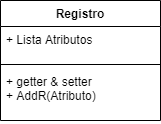 Registro
+ Lista Atributos
+ getter & setter
+ AddR(Atributo)